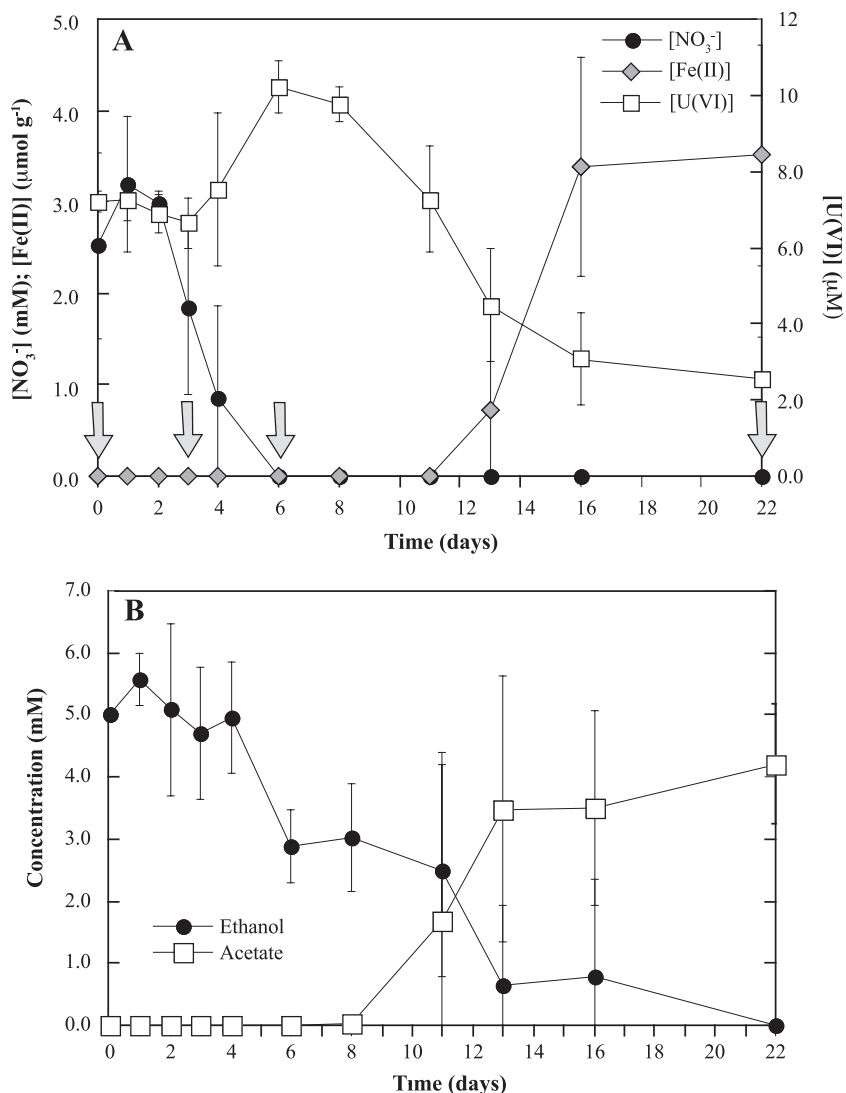 A
[NO3-]
[Fe(II)]
[U(VI)]
[NO3-] (mM); [Fe(II)] (μmol g-1)
5.0
4.0
3.0
2.0
1.0
0.0
12
10
8.0
6.0
4.0
2.0
0.0
[U(VI)] (μM)
0 2 4 6 8 10 12 14 16 18 20 22
Time (days)
B
Concentration (mM)
7.0
6.0
5.0
4.0
3.0
2.0
1.0
0.0
Ethanol
Acetate
0 2 4 6 8 10 12 14 16 18 20 22
Time (days)